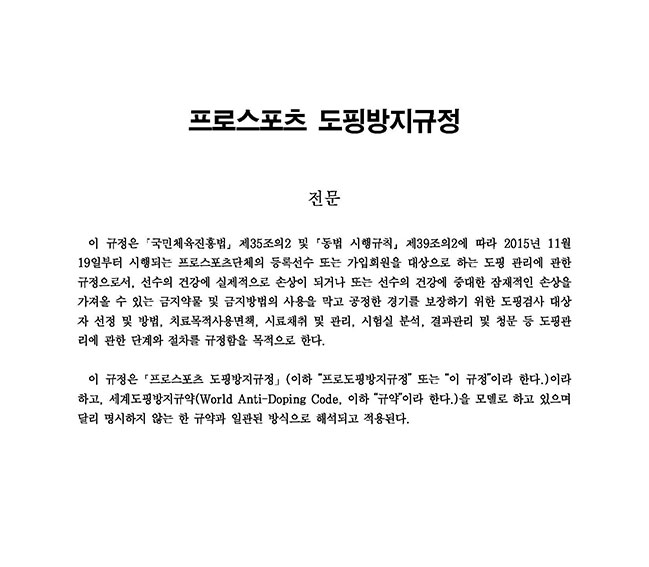 프로스포츠 도핑방지규정
전문
이 규정은 「국민체육진흥법」 제35조의2 및 「동법 시행규칙」 제39조의2에 따라 2015년 11월
19일부터 시행되는 프로스포츠단체의 등록선수 또는 가입회원을 대상으로 하는 도핑 관리에 관한
규정으로서, 선수의 건강에 실제적으로 손상이 되거나 또는 선수의 건강에 중대한 잠재적인 손상을
가져올 수 있는 금지약물 및 금지방법의 사용을 막고 공정한 경기를 보장하기 위한 도핑검사 대상
자 선정 및 방법, 치료목적사용면책, 시료채취 및 관리, 시험실 분석, 결과관리 및 청문 등 도핑관
리에 관한 단계와 절차를 규정함을 목적으로 한다.
이 규정은 「프로스포츠 도핑방지규정」(이하 "프로도핑방지규정" 또는 "이 규정"이라 한다.)이라
하고, 세계도핑방지규약(World Anti-Doping Code, 이하 "규약"이라 한다.)을 모델로 하고 있으며
달리 명시하지 않는 한 규약과 일관된 방식으로 해석되고 적용된다.